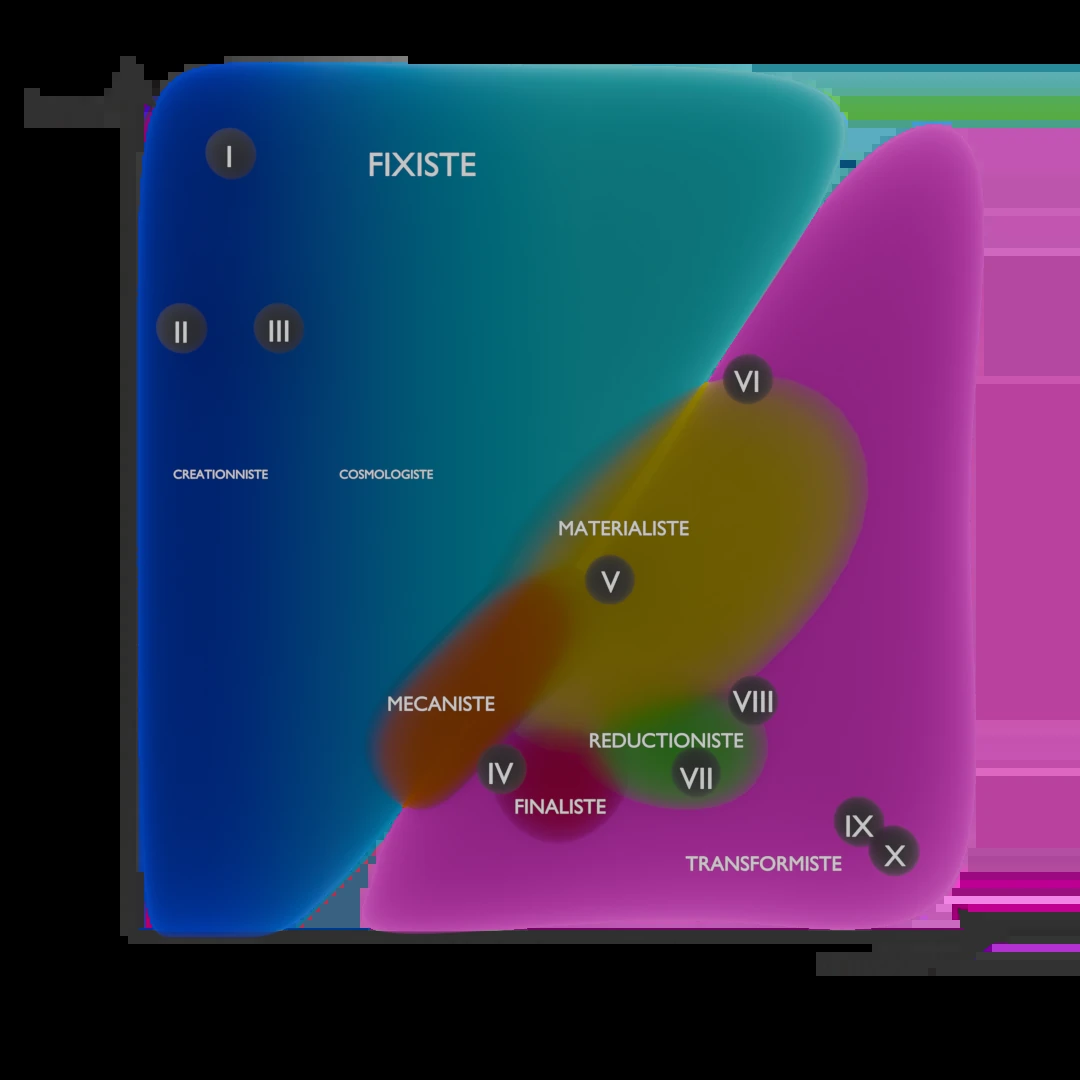 I
FIXISTE
II
III
VI
CREATIONNISTE
COSMOLOGISTE
MATERIALISTE
V
MECANISTE
VIII
REDUCTIONISTE
IV
VII
FINALISTE
IX
X
TRANSFORMISTE